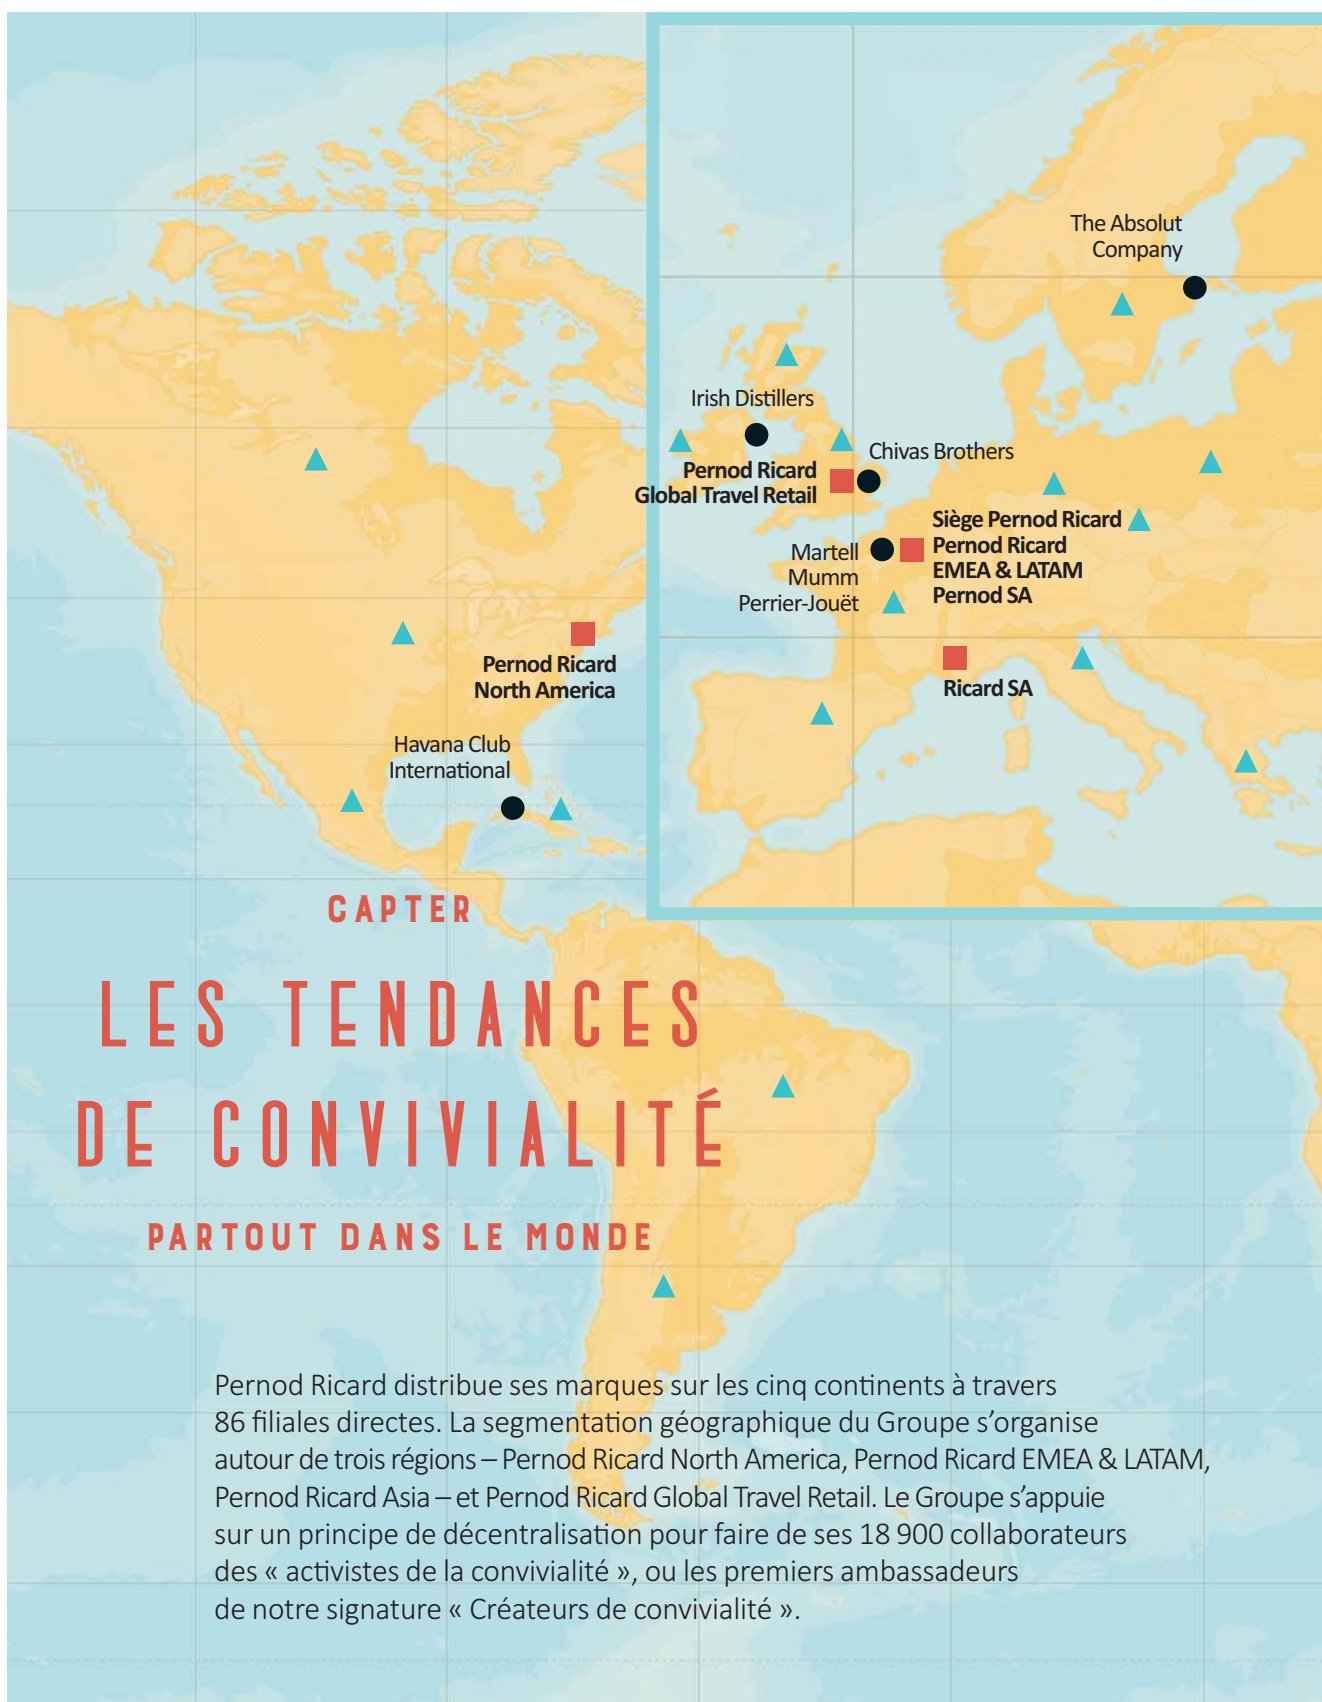 The Absolut
Company
Irish Distillers
Chivas Brothers
Pernod Ricard
Global Travel Retail
Siège Pernod Ricard
Pernod Ricard
EMEA & LATAM
Pernod SA
Martell
Mumm
Perrier-Jouët
Ricard SA
Pernod Ricard
North America
Havana Club
International
CAPTER
LES TENDANCES
DE CONVIVIALITÉ
PARTOUT DANS LE MONDE
Pernod Ricard distribue ses marques sur les cinq continents à travers
86 filiales directes. La segmentation géographique du Groupe s’organise
autour de trois régions – Pernod Ricard North America, Pernod Ricard EMEA & LATAM,
Pernod Ricard Asia – et Pernod Ricard Global Travel Retail. Le Groupe s’appuie
sur un principe de décentralisation pour faire de ses 18 900 collaborateurs
des « activistes de la convivialité », ou les premiers ambassadeurs
de notre signature « Créateurs de convivialité ».